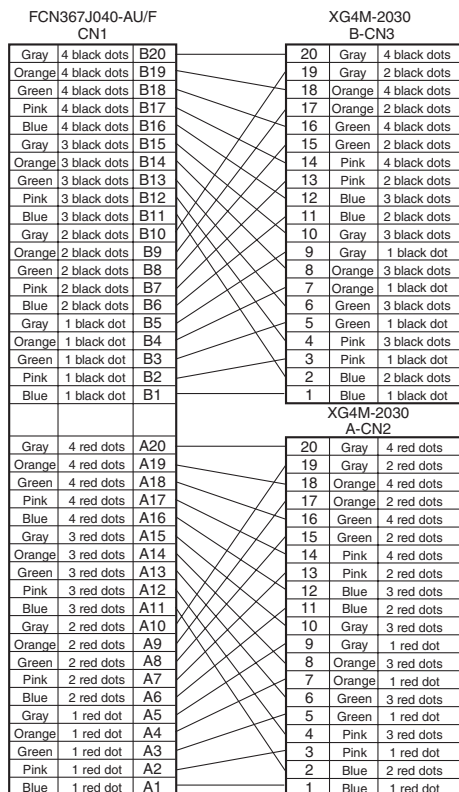 FCN367J040-AU/F
CN1
Gray 4 black dots B20
Orange 4 black dots B19
Green 4 black dots B18
Pink 4 black dots B17
Blue 4 black dots B16
Gray 3 black dots B15
Orange 3 black dots B14
Green 3 black dots B13
Pink 3 black dots B12
Blue 3 black dots B11
Gray 2 black dots B10
Orange 2 black dots B9
Green 2 black dots B8
Pink 2 black dots B7
Blue 2 black dots B6
Gray 1 black dot B5
Orange 1 black dot B4
Green 1 black dot B3
Pink 1 black dot B2
Blue 1 black dot B1
Gray 4 red dots A20
Orange 4 red dots A19
Green 4 red dots A18
Pink 4 red dots A17
Blue 4 red dots A16
Gray 3 red dots A15
Orange 3 red dots A14
Green 3 red dots A13
Pink 3 red dots A12
Blue 3 red dots A11
Gray 2 red dots A10
Orange 2 red dots A9
Green 2 red dots A8
Pink 2 red dots A7
Blue 2 red dots A6
Gray 1 red dot A5
Orange 1 red dot A4
Green 1 red dot A3
Pink 1 red dot A2
Blue 1 red dot A1
XG4M-2030
B-CN3
20 Gray 4 black dots
19 Gray 2 black dots
18 Orange 4 black dots
17 Orange 2 black dots
16 Green 4 black dots
15 Green 2 black dots
14 Pink 4 black dots
13 Pink 2 black dots
12 Blue 3 black dots
11 Blue 2 black dots
10 Gray 3 black dots
9 Gray 1 black dot
8 Orange 3 black dots
7 Orange 1 black dot
6 Green 3 black dots
5 Green 1 black dot
4 Pink 3 black dots
3 Pink 1 black dot
2 Blue 2 black dots
1 Blue 1 black dot
XG4M-2030
A-CN2
20 Gray 4 red dots
19 Gray 2 red dots
18 Orange 4 red dots
17 Orange 2 red dots
16 Green 4 red dots
15 Green 2 red dots
14 Pink 4 red dots
13 Pink 2 red dots
12 Blue 3 red dots
11 Blue 2 red dots
10 Gray 3 red dots
9 Gray 1 red dot
8 Orange 3 red dots
7 Orange 1 red dot
6 Green 3 red dots
5 Green 1 red dot
4 Pink 3 red dots
3 Pink 1 red dot
2 Blue 2 red dots
1 Blue 1 red dot